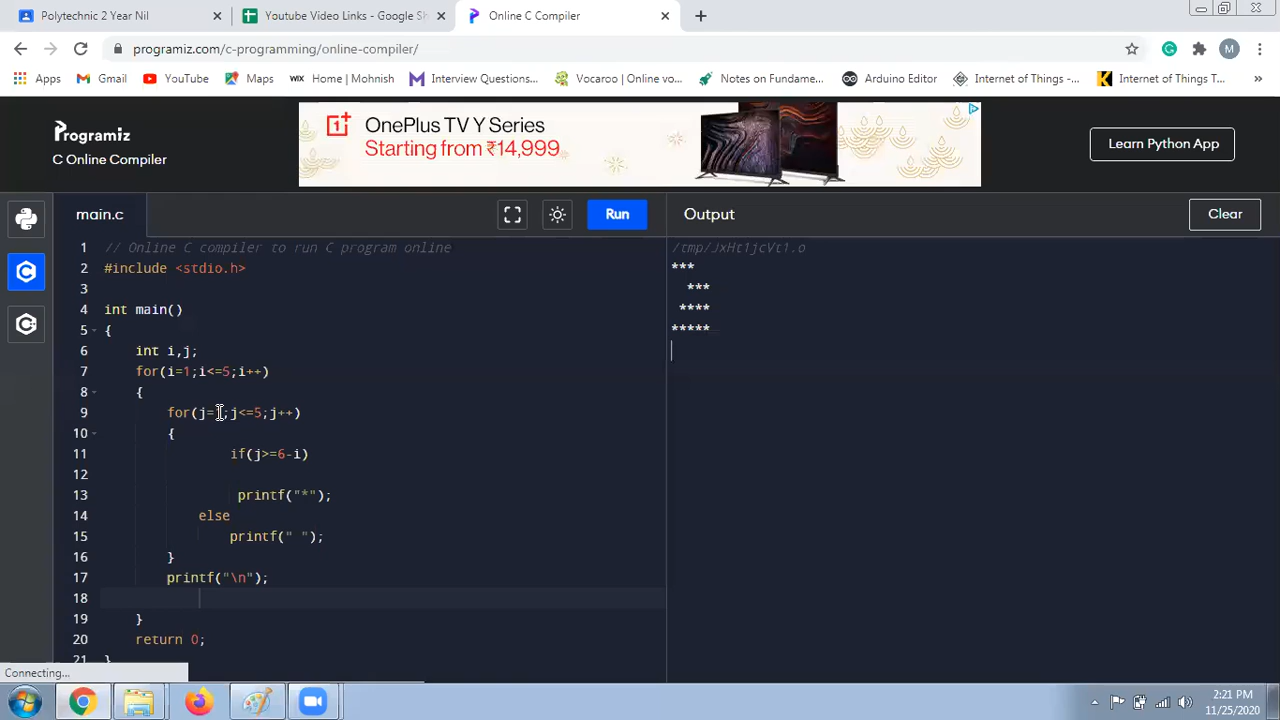 Polytechnic 2 Year Nil
Youtube Video Links - Google Sh
Online C Compiler
programiz.com/c-programming/online-compiler/
M
Apps
Gmail
YouTube
Maps
WIX Home | Mohnish
Interview Questions...
Vocaroo | Online vo...
Notes on Fundame...
Arduino Editor
Internet of Things -...
Internet of Things T...
»
Programiz
C Online Compiler
OnePlus TV Y Series
Starting from ₹14,999
Learn Python App
main.c
Run
Output
Clear
1 // Online C compiler to run C program online
2 #include <stdio.h>
3
4 int main()
5 {
6 int i,j;
7 for(i=1;i<=5;i++)
8 {
9 for(j=1;j<=5;j++)
10 {
11 if(j>=6-i)
12
13 printf("*");
14 else
15 printf(" ");
16 }
17 printf("\n");
18
19 }
20 return 0;
21 }
/tmp/JxHt1jcVt1.o
***
***
****
*****
Connecting...
2:21 PM
11/25/2020